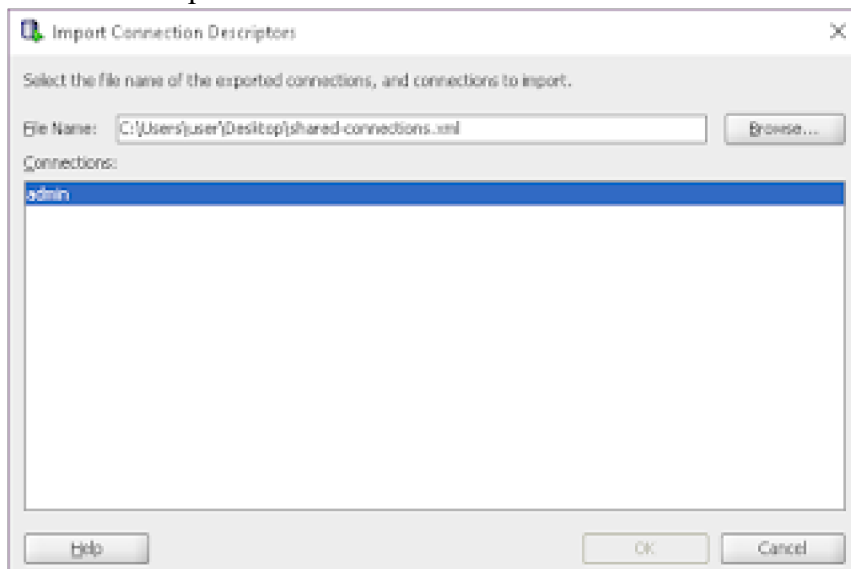 Import Connection Descriptors
Select the file name of the exported connections, and connections to import.
File Name: C:\Users\user\Desktop\shared-connections.xml Browse...
Connections:
admin
Help OK Cancel